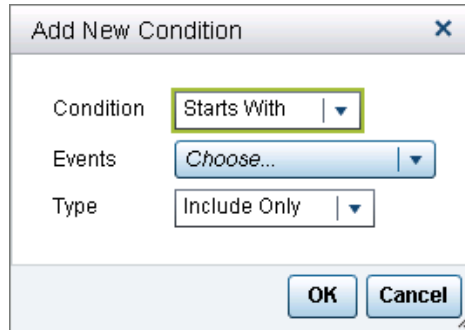 Add New Condition
Condition Starts With
Events Choose...
Type Include Only
OK Cancel